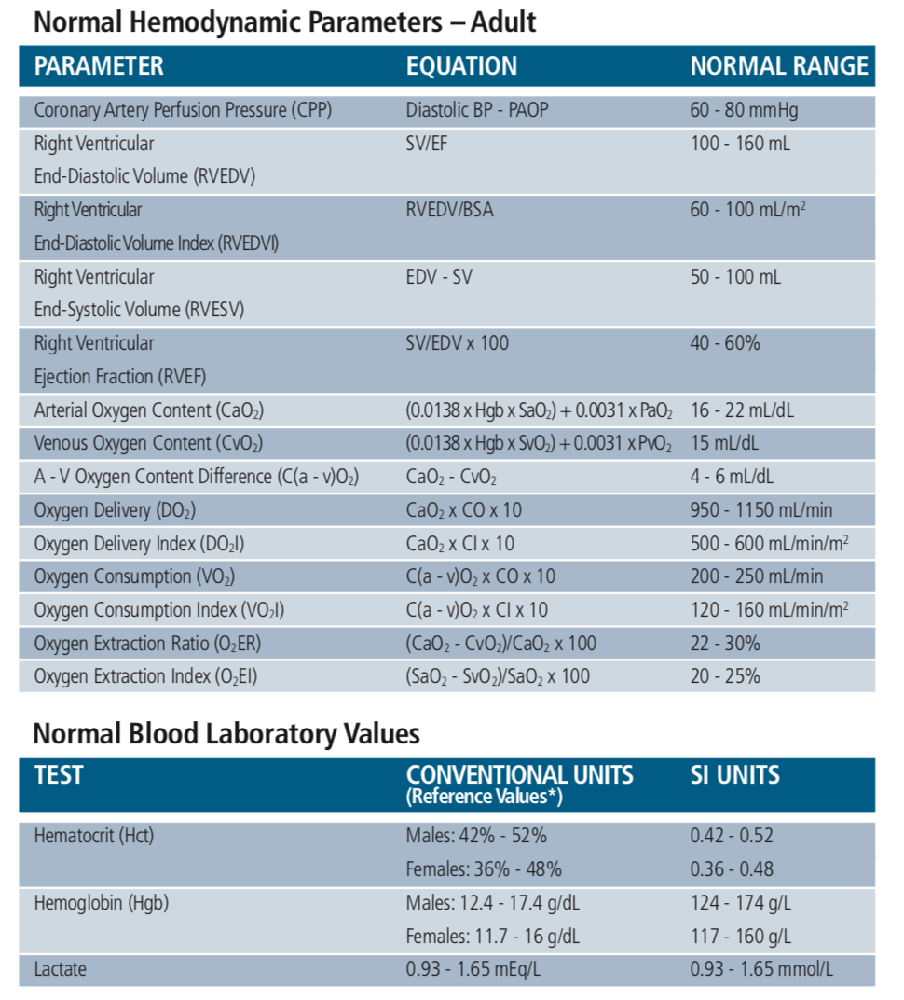 Normal Hemodynamic Parameters – Adult
PARAMETER EQUATION NORMAL RANGE
Coronary Artery Perfusion Pressure (CPP) Diastolic BP - PAOP 60 - 80 mmHg
Right Ventricular SV/EF 100 - 160 mL
End-Diastolic Volume (RVEDV)
Right Ventricular RVEDV/BSA 60 - 100 mL/m²
End-Diastolic Volume Index (RVEDVI)
Right Ventricular EDV - SV 50 - 100 mL
End-Systolic Volume (RVESV)
Right Ventricular SV/EDV x 100 40 - 60%
Ejection Fraction (RVEF)
Arterial Oxygen Content (CaO₂) (0.0138 x Hgb x SaO₂) + 0.0031 x PaO₂ 16 - 22 mL/dL
Venous Oxygen Content (CvO₂) (0.0138 x Hgb x SvO₂) + 0.0031 x PvO₂ 15 mL/dL
A - V Oxygen Content Difference (C(a - v)O₂) CaO₂ - CvO₂ 4 - 6 mL/dL
Oxygen Delivery (DO₂) CaO₂ x CO x 10 950 - 1150 mL/min
Oxygen Delivery Index (DO₂I) CaO₂ x CI x 10 500 - 600 mL/min/m²
Oxygen Consumption (VO₂) C(a - v)O₂ x CO x 10 200 - 250 mL/min
Oxygen Consumption Index (VO₂I) C(a - v)O₂ x CI x 10 120 - 160 mL/min/m²
Oxygen Extraction Ratio (O₂ER) (CaO₂ - CvO₂)/CaO₂ x 100 22 - 30%
Oxygen Extraction Index (O₂EI) (SaO₂ - SvO₂)/SaO₂ x 100 20 - 25%
Normal Blood Laboratory Values
TEST CONVENTIONAL UNITS SI UNITS
(Reference Values*)
Hematocrit (Hct) Males: 42% - 52% 0.42 - 0.52
Females: 36% - 48% 0.36 - 0.48
Hemoglobin (Hgb) Males: 12.4 - 17.4 g/dL 124 - 174 g/L
Females: 11.7 - 16 g/dL 117 - 160 g/L
Lactate 0.93 - 1.65 mEq/L 0.93 - 1.65 mmol/L